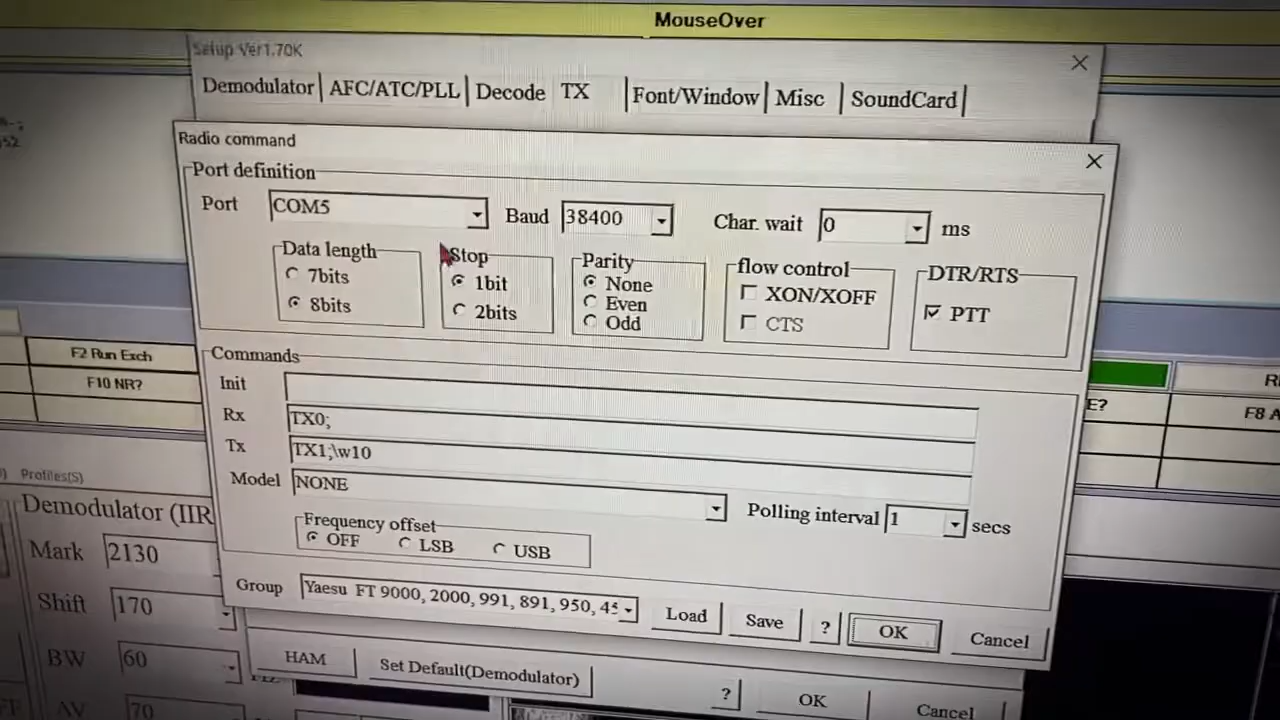 MouseOver
Setup Ver1.70K
Demodulator AFC/ATC/PLL Decode TX Font/Window Misc SoundCard
Radio command
Port definition
Port COM5 Baud 38400 Char. wait 0 ms
Data length Stop Parity flow control DTR/RTS
7bits 1bit None XON/XOFF PTT
8bits 2bits Even CTS
Odd
Commands
F2 Run Exch
F10 NR?
Init
Rx TX0;
Tx TX1;\w10
Model NONE
Polling interval 1 secs
Frequency offset
OFF LSB USB
Group Yaesu FT 9000, 2000, 991, 891, 950, 45
Load Save ? OK Cancel
E?
F8 A
Profiles(S)
Demodulator (IIR
Mark 2130
Shift 170
BW 60
AV 70
HAM Set Default(Demodulator) ? OK Cancel